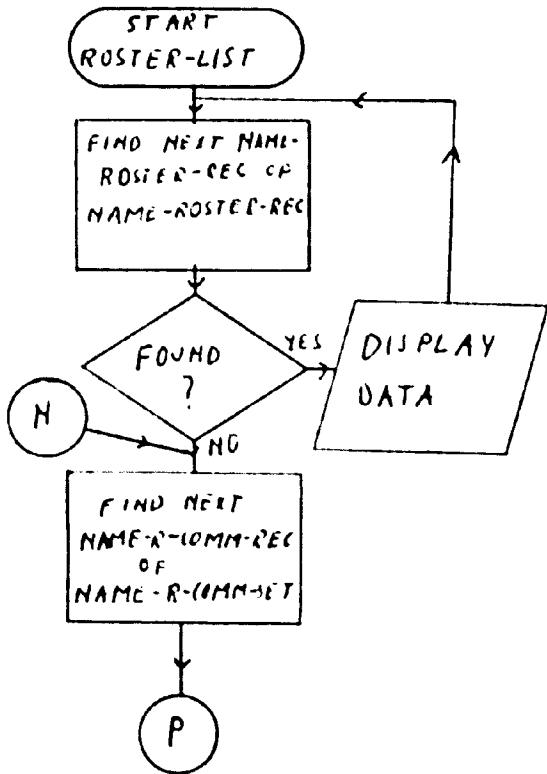 START
ROSTER-LIST
FIND NEXT NAME-
ROSTER-REC OF
NAME-ROSTER-REC
FOUND
?
YES
DISPLAY
DATA
N
NO
FIND NEXT
NAME-R-COMM-REC
OF
NAME-R-COMM-SET
P